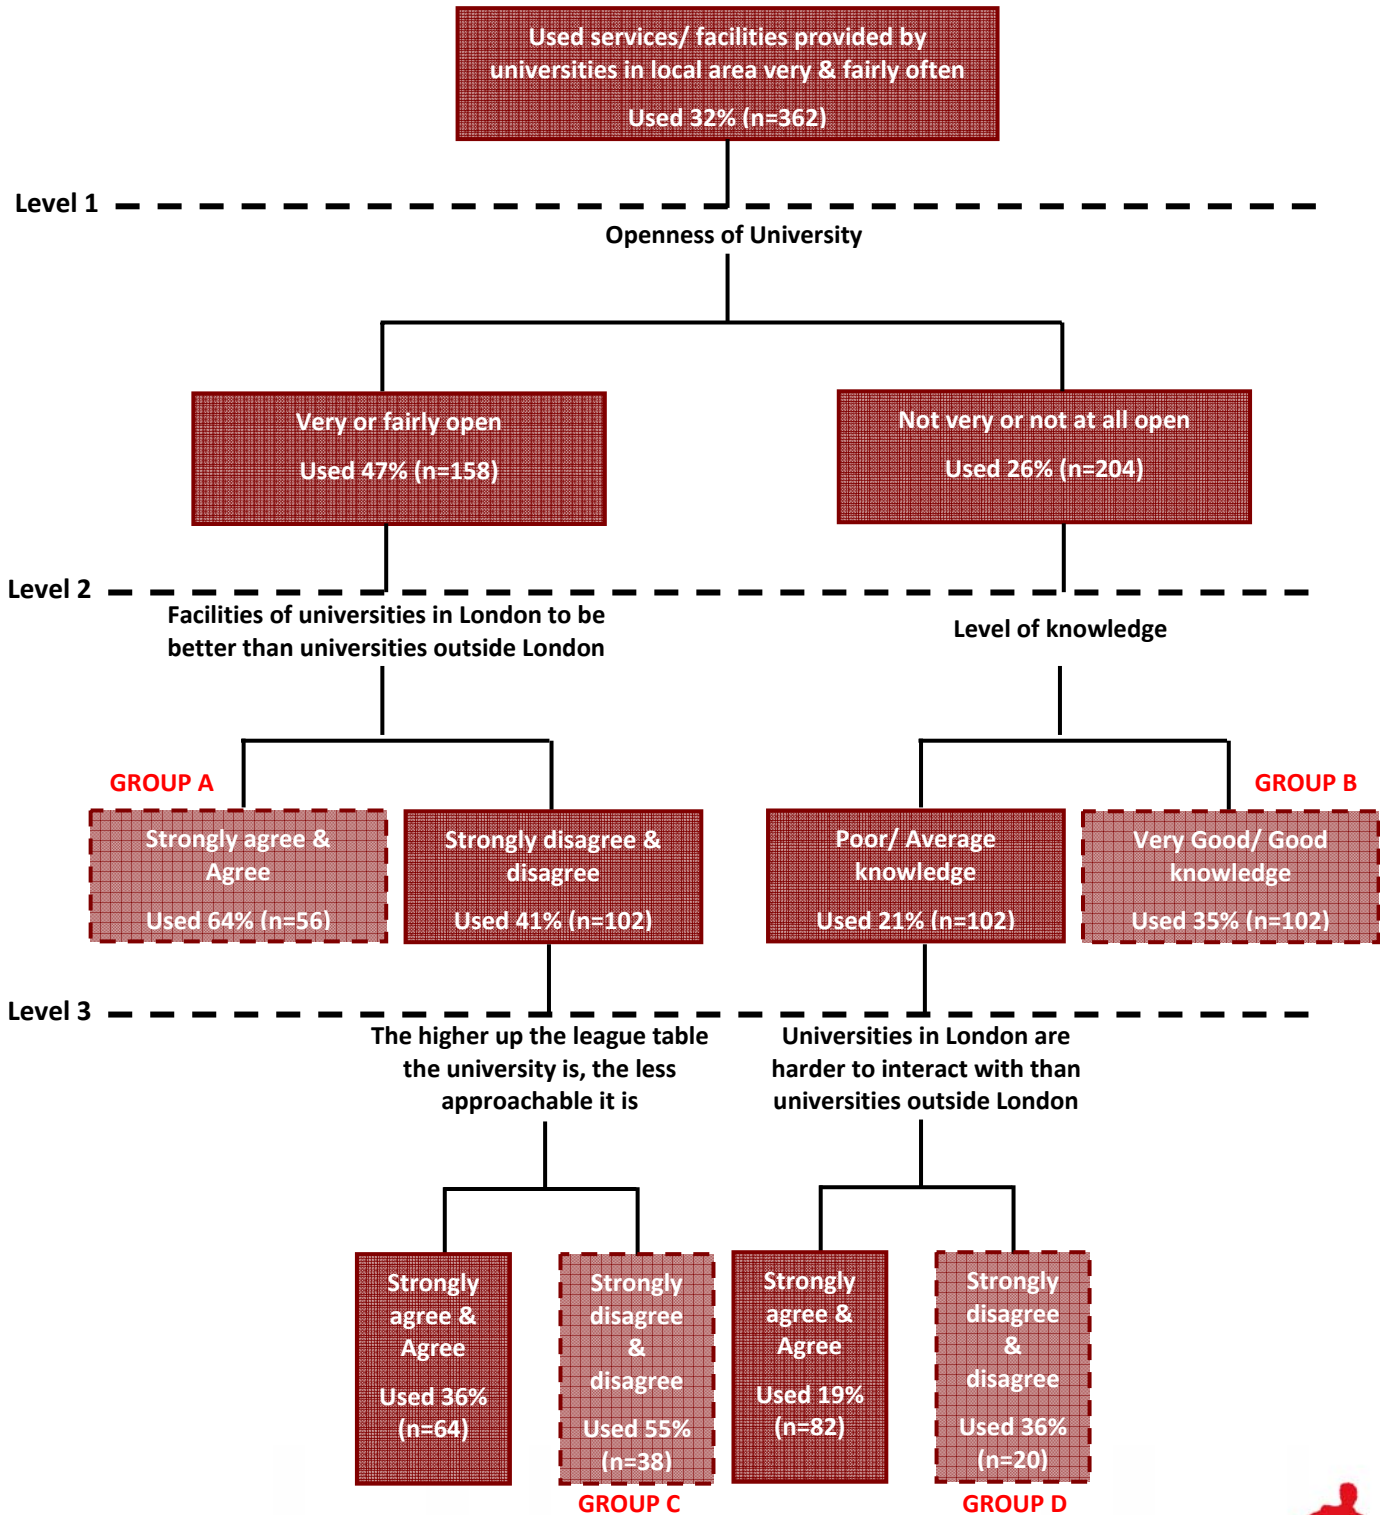 Used services/ facilities provided by
universities in local area very & fairly often
Used 32% (n=362)
Level 1
Openness of University
Very or fairly open
Used 47% (n=158)
Not very or not at all open
Used 26% (n=204)
Level 2
Facilities of universities in London to be
better than universities outside London
Level of knowledge
GROUP A
GROUP B
Strongly agree &
Agree
Used 64% (n=56)
Strongly disagree &
disagree
Used 41% (n=102)
Poor/ Average
knowledge
Used 21% (n=102)
Very Good/ Good
knowledge
Used 35% (n=102)
Level 3
The higher up the league table
the university is, the less
approachable it is
Universities in London are
harder to interact with than
universities outside London
Strongly
agree &
Agree
Used 36%
(n=64)
Strongly
disagree
&
disagree
Used 55%
(n=38)
Strongly
agree &
Agree
Used 19%
(n=82)
Strongly
disagree
&
disagree
Used 36%
(n=20)
GROUP C
GROUP D